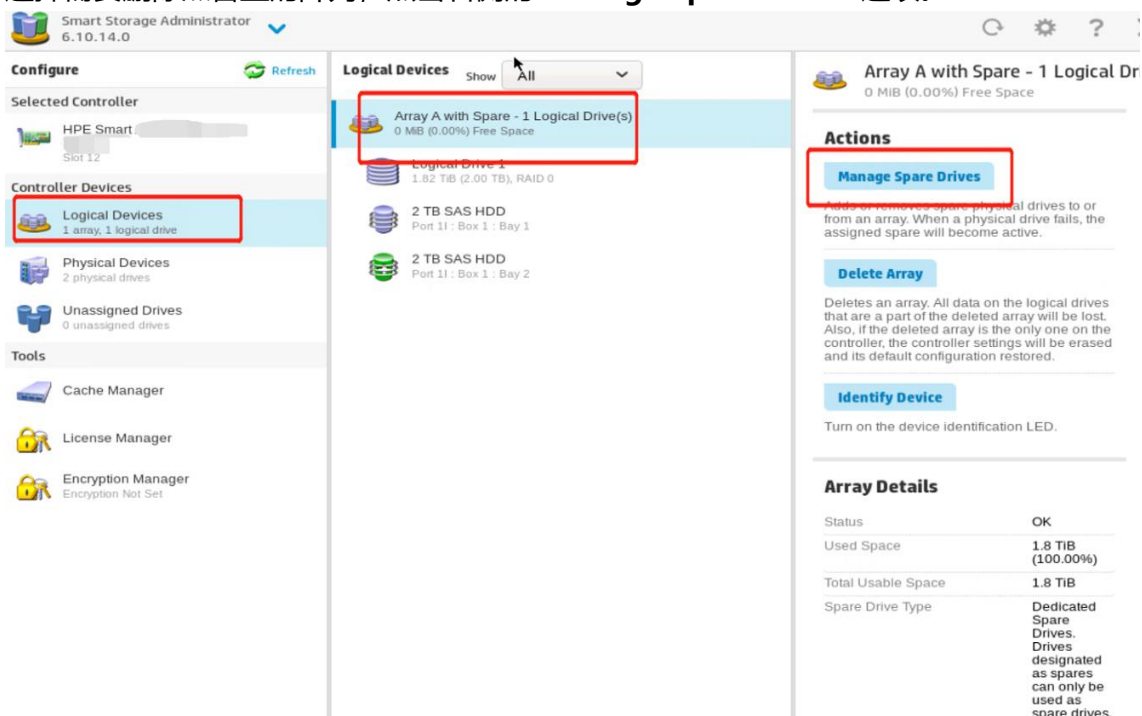 Smart Storage Administrator
6.10.14.0
Configure
Refresh
Selected Controller
HPE Smart
Slot 12
Controller Devices
Logical Devices
1 array, 1 logical drive
Physical Devices
2 physical drives
Unassigned Drives
0 unassigned drives
Tools
Cache Manager
License Manager
Encryption Manager
Encryption Not Set
Logical Devices Show All
Array A with Spare - 1 Logical Drive(s)
0 MiB (0.00%) Free Space
Logical Drive 1
1.82 TiB (2.00 TB), RAID 0
2 TB SAS HDD
Port 1I : Box 1 : Bay 1
2 TB SAS HDD
Port 1I : Box 1 : Bay 2
?
Array A with Spare - 1 Logical Dri
0 MiB (0.00%) Free Space
Actions
Manage Spare Drives
Adds or removes spare physical drives to or
from an array. When a physical drive fails, the
assigned spare will become active.
Delete Array
Deletes an array. All data on the logical drives
that are a part of the deleted array will be lost.
Also, if the deleted array is the only one on the
controller, the controller settings will be erased
and its default configuration restored.
Identify Device
Turn on the device identification LED.
Array Details
Status OK
Used Space 1.8 TiB
(100.00%)
Total Usable Space 1.8 TiB
Spare Drive Type Dedicated
Spare
Drives.
Drives
designated
as spares
can only be
used as
spare drives.